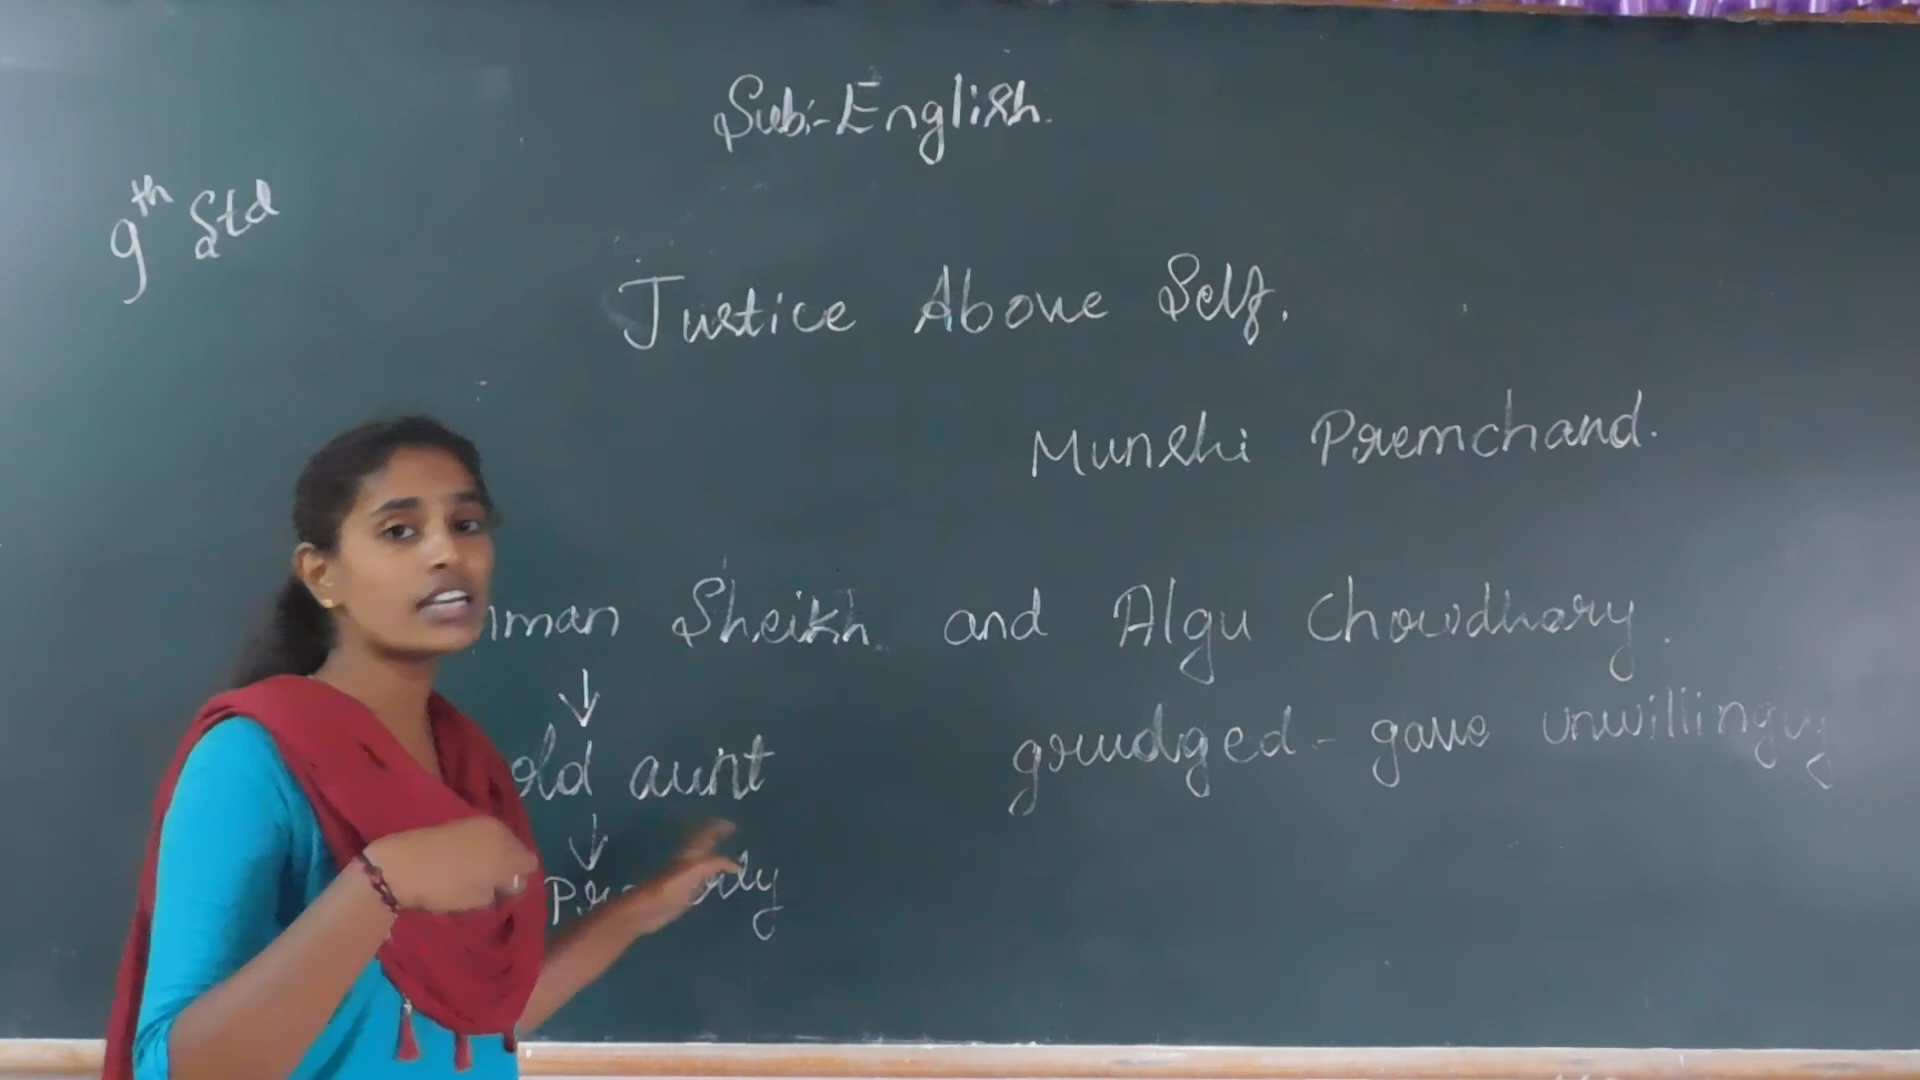 Sub:- English.
9th Std
Justice Above Self.
Munshi Premchand.
Sheikh and Algu Chowdhary.
old aunt grudged - gave unwillingly